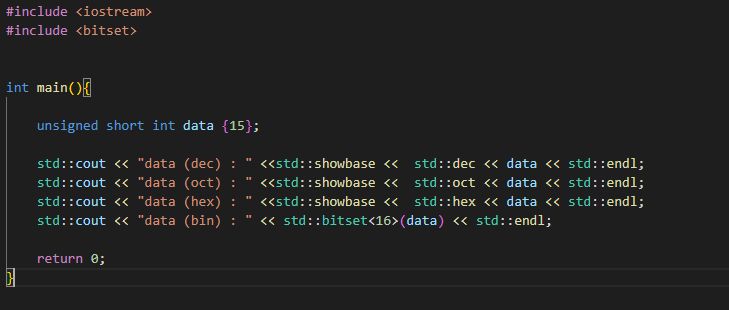 #include <iostream>
#include <bitset>
int main(){
unsigned short int data {15};
std::cout << "data (dec) : " <<std::showbase <<  std::dec << data << std::endl;
std::cout << "data (oct) : " <<std::showbase <<  std::oct << data << std::endl;
std::cout << "data (hex) : " <<std::showbase <<  std::hex << data << std::endl;
std::cout << "data (bin) : " << std::bitset<16>(data) << std::endl;
return 0;
}